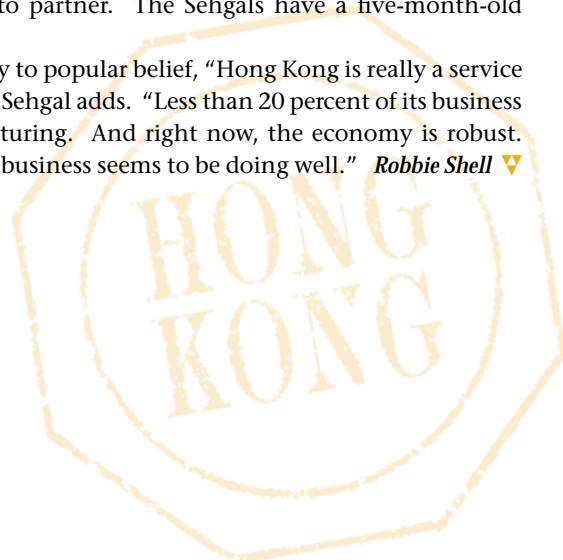 to partner. The Sehgals have a five-month-old
y to popular belief, “Hong Kong is really a service
Sehgal adds. “Less than 20 percent of its business
turing. And right now, the economy is robust.
business seems to be doing well.” Robbie Shell
HONG
KONG